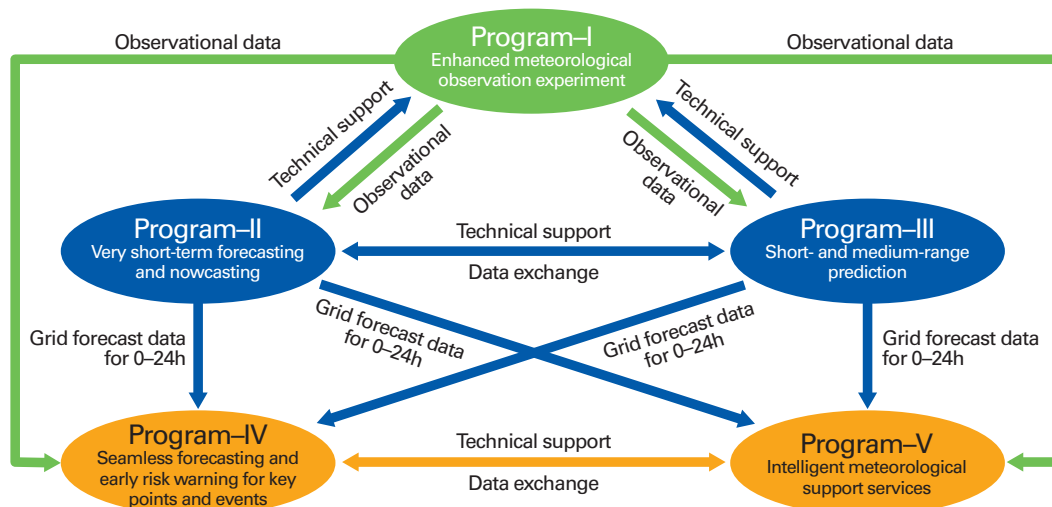 Program–I
Enhanced meteorological
observation experiment
Observational data
Observational data
Technical support
Observational
data
Observational
data
Technical support
Program–II
Very short-term forecasting
and nowcasting
Technical support
Data exchange
Program–III
Short- and medium-range
prediction
Grid forecast data
for 0–24h
Grid forecast data
for 0–24h
Grid forecast data
for 0–24h
Grid forecast data
for 0–24h
Program–IV
Seamless forecasting and
early risk warning for key
points and events
Technical support
Data exchange
Program–V
Intelligent meteorological
support services